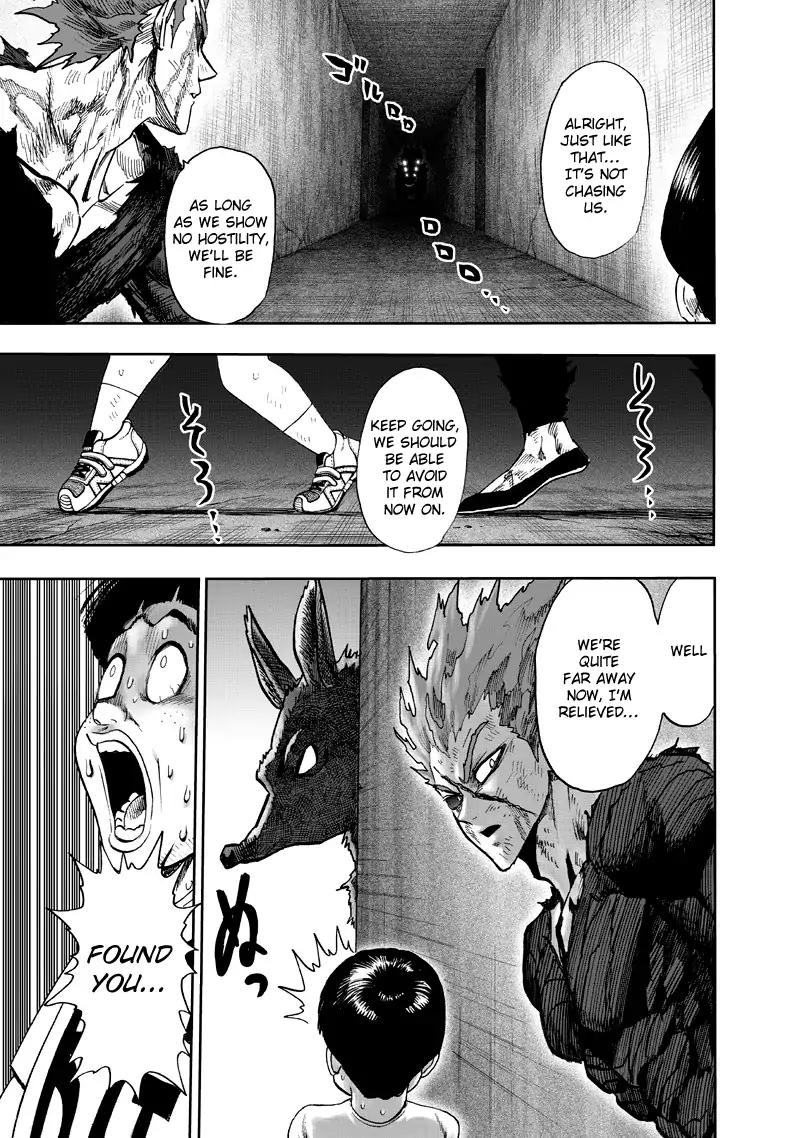 ALRIGHT,
JUST LIKE
THAT...
IT'S NOT
CHASING
US.
ゴルロロ...
ロロロ...
AS LONG
AS WE SHOW
NO HOSTILITY,
WE'LL BE
FINE.
そろ...
KEEP GOING,
WE SHOULD
BE ABLE
TO AVOID
IT FROM
NOW ON.
そろ...
WELL
WE'RE
QUITE
FAR AWAY
NOW, I'M
RELIEVED...
ぬっ
FOUND
YOU...